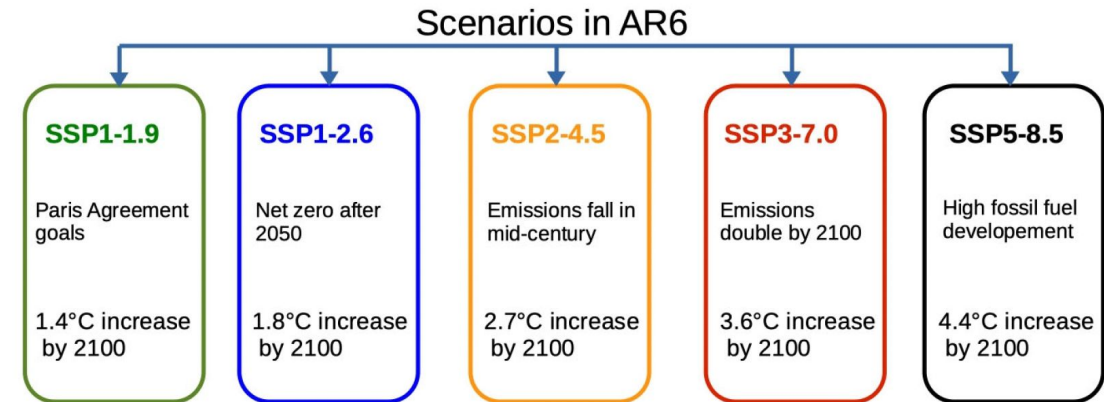 Scenarios in AR6
SSP1-1.9
Paris Agreement
goals
1.4°C increase
by 2100
SSP1-2.6
Net zero after
2050
1.8°C increase
by 2100
SSP2-4.5
Emissions fall in
mid-century
2.7°C increase
by 2100
SSP3-7.0
Emissions
double by 2100
3.6°C increase
by 2100
SSP5-8.5
High fossil fuel
developement
4.4°C increase
by 2100